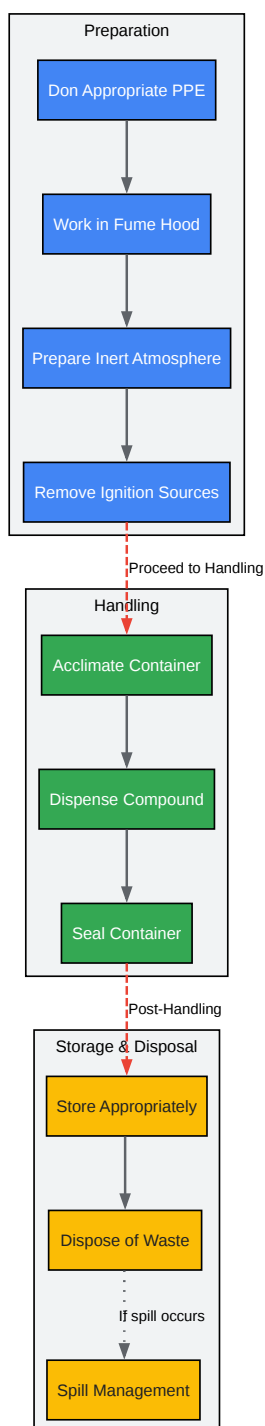 Preparation
Don Appropriate PPE
Work in Fume Hood
Prepare Inert Atmosphere
Remove Ignition Sources
Proceed to Handling
Handling
Acclimate Container
Dispense Compound
Seal Container
Post-Handling
Storage & Disposal
Store Appropriately
Dispose of Waste
If spill occurs
Spill Management